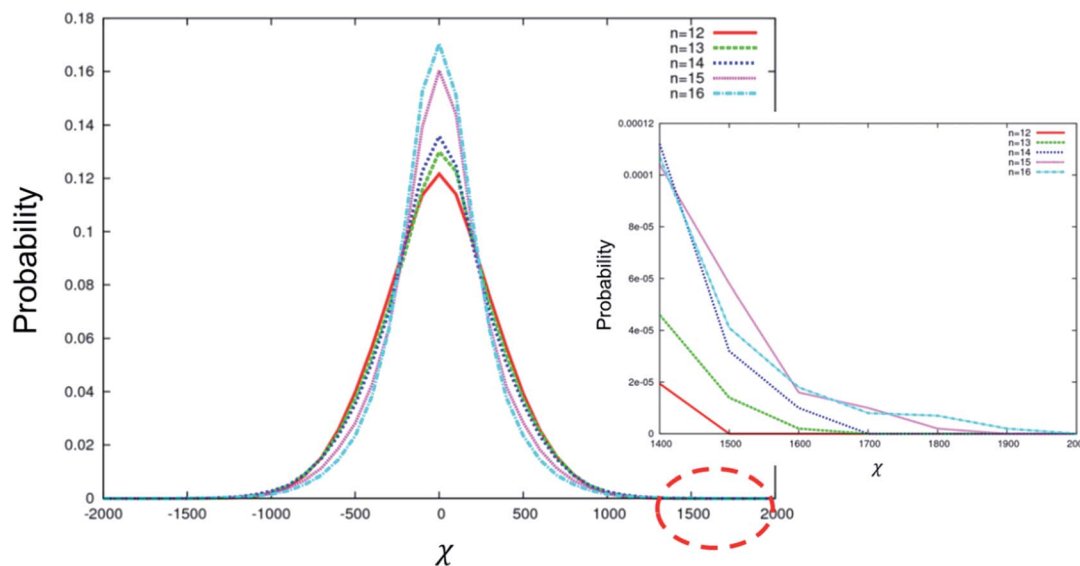 0.18
0.16
0.14
0.12
0.1
0.08
0.06
0.04
0.02
0
Probability
-2000
-1500
-1000
-500
0
500
1000
1500
2000
χ
n=12
n=13
n=14
n=15
n=16
0.00012
0.0001
8e-05
6e-05
4e-05
2e-05
0
Probability
1400
1500
1600
1700
1800
1900
χ
n=12
n=13
n=14
n=15
n=16